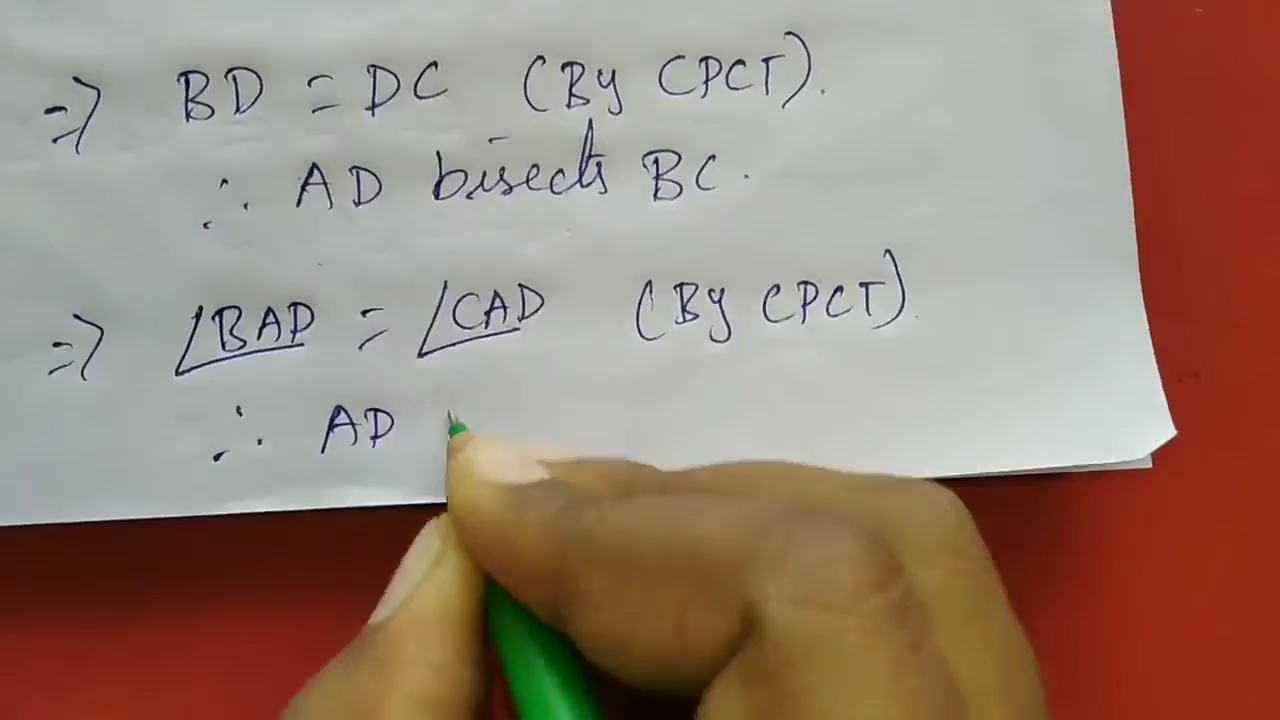 => BD = DC (By CPCT).
∴ AD bisects BC.
=> ∠BAD = ∠CAD (By CPCT).
∴ AD